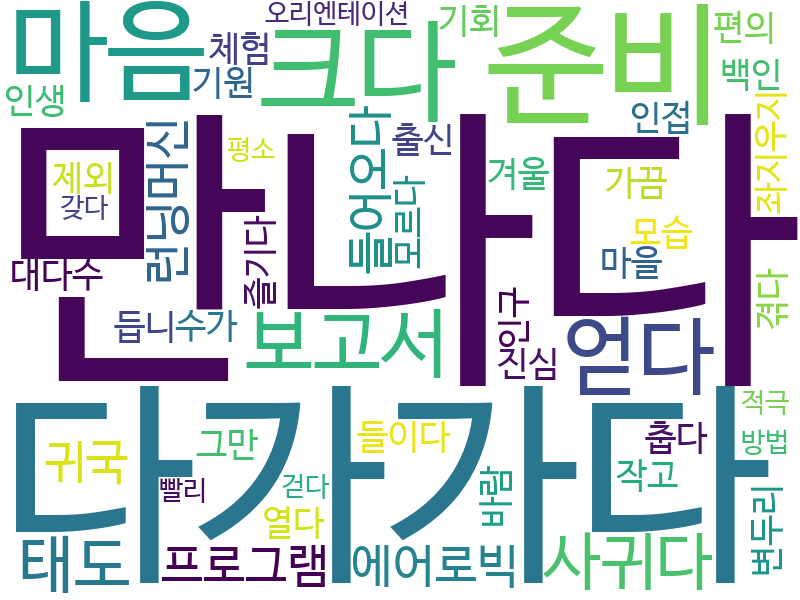 오리엔테이션
마음
체험
크다
기회
준비
편의
기원
백인
인생
인접
만나다
런닝머신
평소
들어오다
출신
좌지우지
제외
갖다
모르다
겨울
가끔
모습
마을
대다수
즐기다
겪다
듭니
수가
보고서
인구
진심
얻다
다가가다
귀국
그만
들이다
춥다
적극
방법
빨리
걷다
바람
작고
변두리
열다
태도
프로그램
에어로빅
사귀다